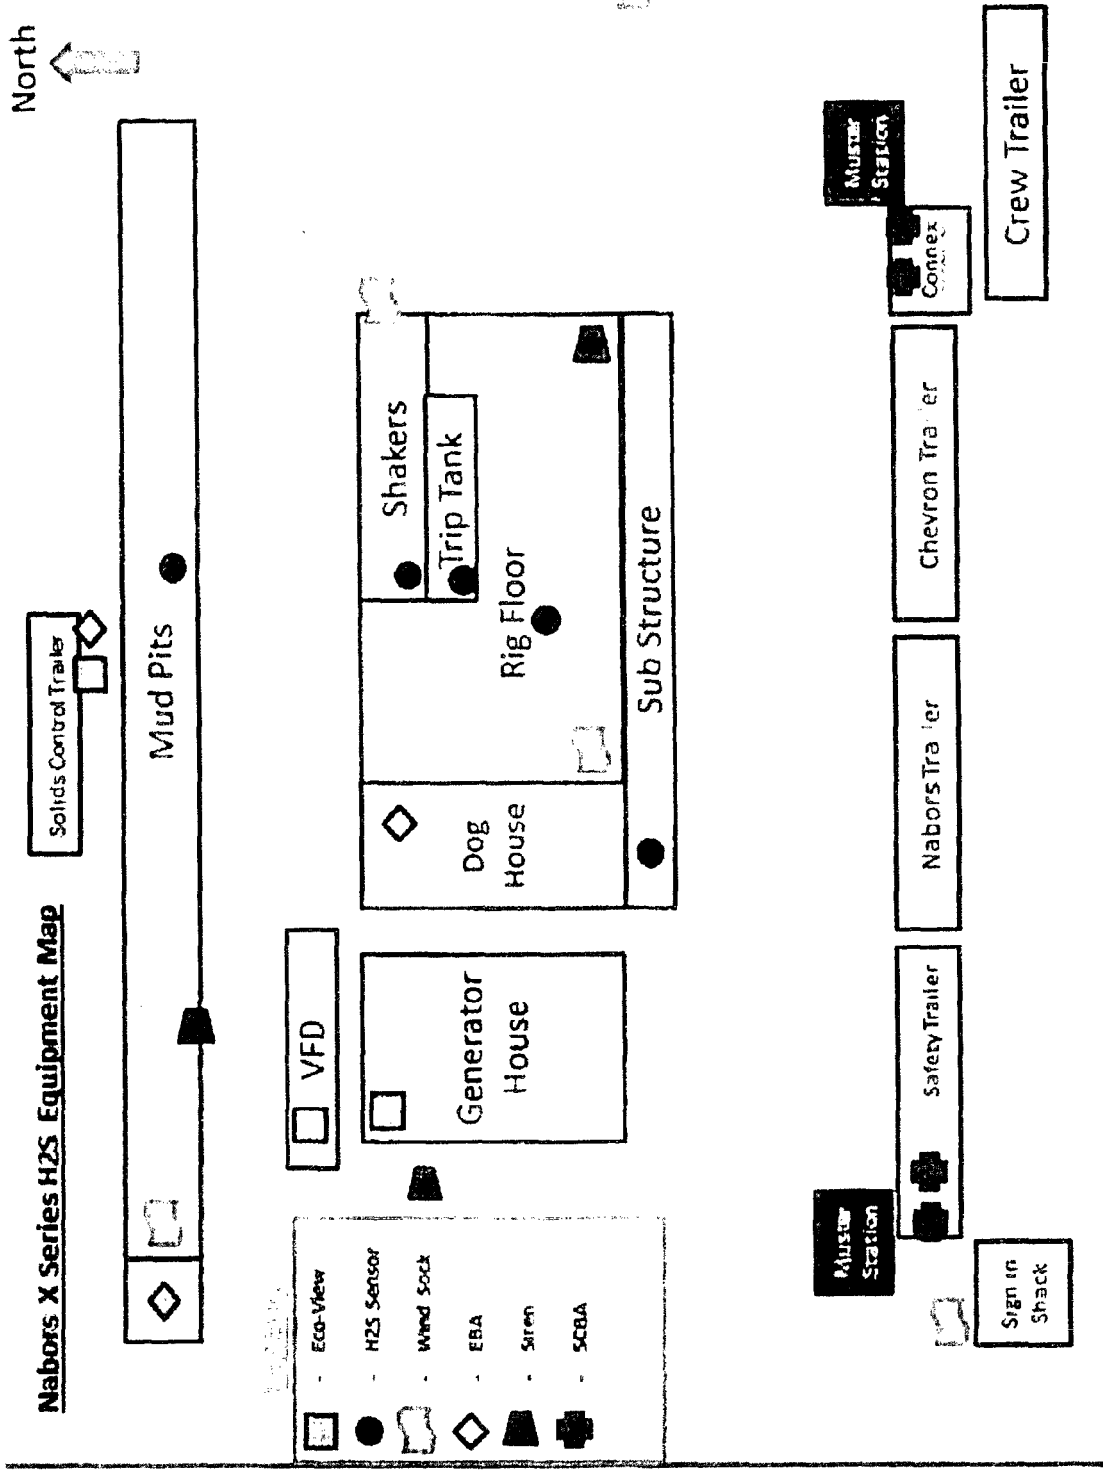 Nabors X Series H2S Equipment Map
North
Solids Control Trailer
Mud Pits
VFD
Generator
House
Dog
House
Shakers
Trip Tank
Rig Floor
Sub Structure
- Eco-View
- H2S Sensor
- Wind Sock
- EBA
- Siren
- SCBA
Muster
Station
Sign in
Shack
Safety Trailer
Nabors Trailer
Chevron Trailer
Connex
Muster
Station
Crew Trailer